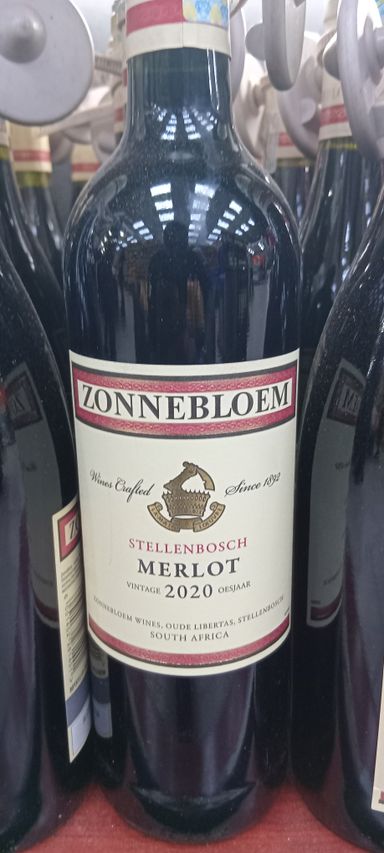 ZONNEBLOEM
Wines Crafted Since 1892
STELLENBOSCH
MERLOT
VINTAGE 2020 OESJAAR
ZONNEBLOEM WINES, OUDE LIBERTAS, STELLENBOSCH
SOUTH AFRICA